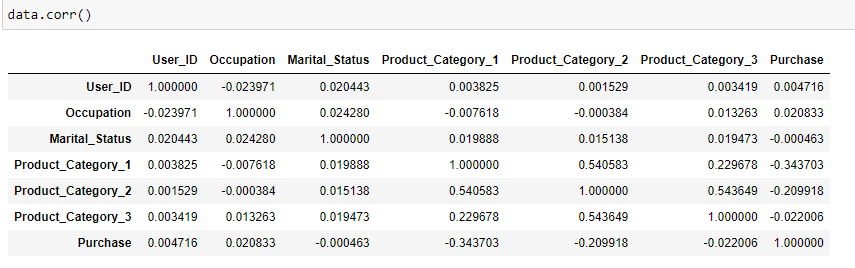 data.corr()
User_ID Occupation Marital_Status Product_Category_1 Product_Category_2 Product_Category_3 Purchase
User_ID 1.000000 -0.023971 0.020443 0.003825 0.001529 0.003419 0.004716
Occupation -0.023971 1.000000 0.024280 -0.007618 -0.000384 0.013263 0.020833
Marital_Status 0.020443 0.024280 1.000000 0.019888 0.015138 0.019473 -0.000463
Product_Category_1 0.003825 -0.007618 0.019888 1.000000 0.540583 0.229678 -0.343703
Product_Category_2 0.001529 -0.000384 0.015138 0.540583 1.000000 0.543649 -0.209918
Product_Category_3 0.003419 0.013263 0.019473 0.229678 0.543649 1.000000 -0.022006
Purchase 0.004716 0.020833 -0.000463 -0.343703 -0.209918 -0.022006 1.000000